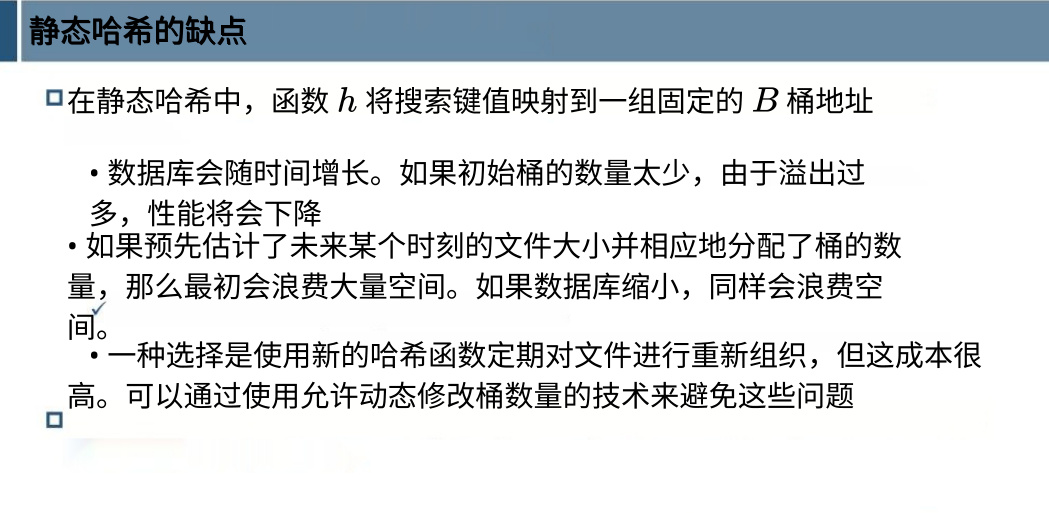 静态哈希的缺点
在静态哈希中，函数 h 将搜索键值映射到一组固定的 B 桶地址
• 数据库会随时间增长。如果初始桶的数量太少，由于溢出过
多，性能将会下降
• 如果预先估计了未来某个时刻的文件大小并相应地分配了桶的数
量，那么最初会浪费大量空间。如果数据库缩小，同样会浪费空
间。
• 一种选择是使用新的哈希函数定期对文件进行重新组织，但这成本很
高。可以通过使用允许动态修改桶数量的技术来避免这些问题